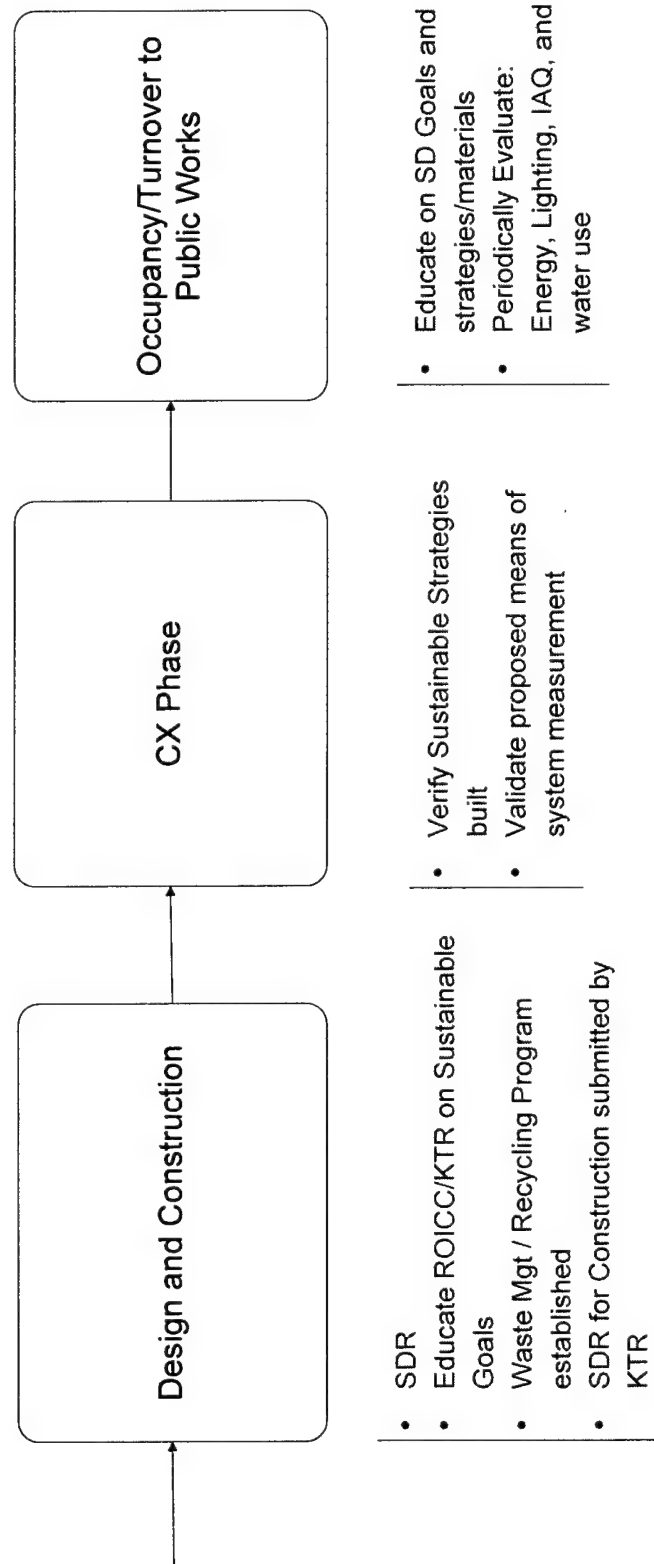 Design and Construction
• SDR
• Educate ROICC/KTR on Sustainable
Goals
• Waste Mgt / Recycling Program
established
• SDR for Construction submitted by
KTR
CX Phase
• Verify Sustainable Strategies
built
• Validate proposed means of
system measurement
Occupancy/Turnover to
Public Works
• Educate on SD Goals and
strategies/materials
• Periodically Evaluate:
Energy, Lighting, IAQ, and
water use